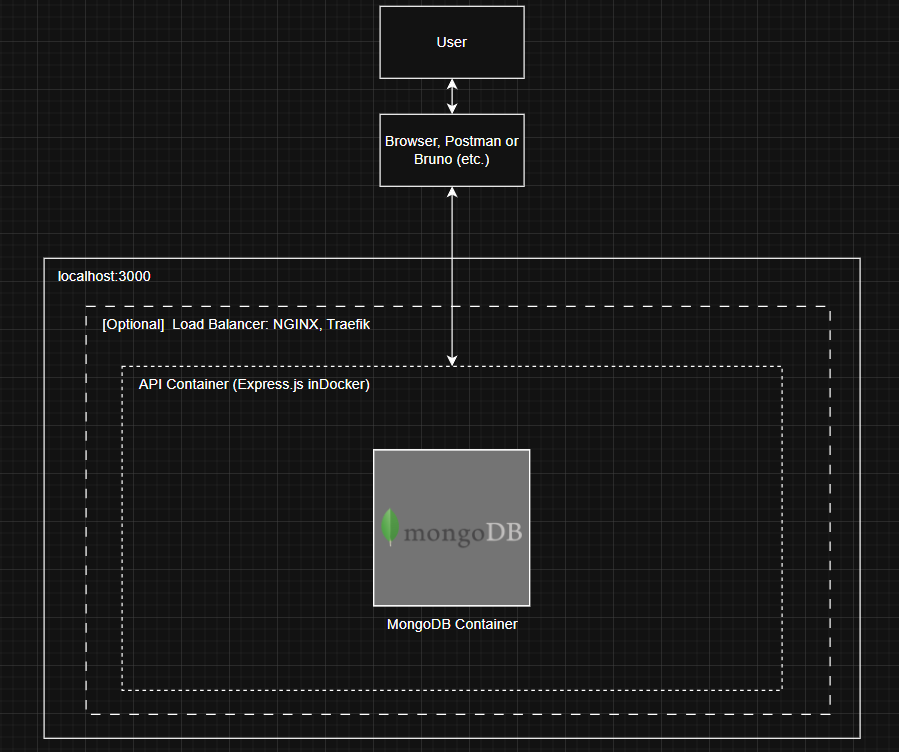 User
Browser, Postman or
Bruno (etc.)
localhost:3000
[Optional]  Load Balancer: NGINX, Traefik
API Container (Express.js inDocker)
mongoDB
MongoDB Container